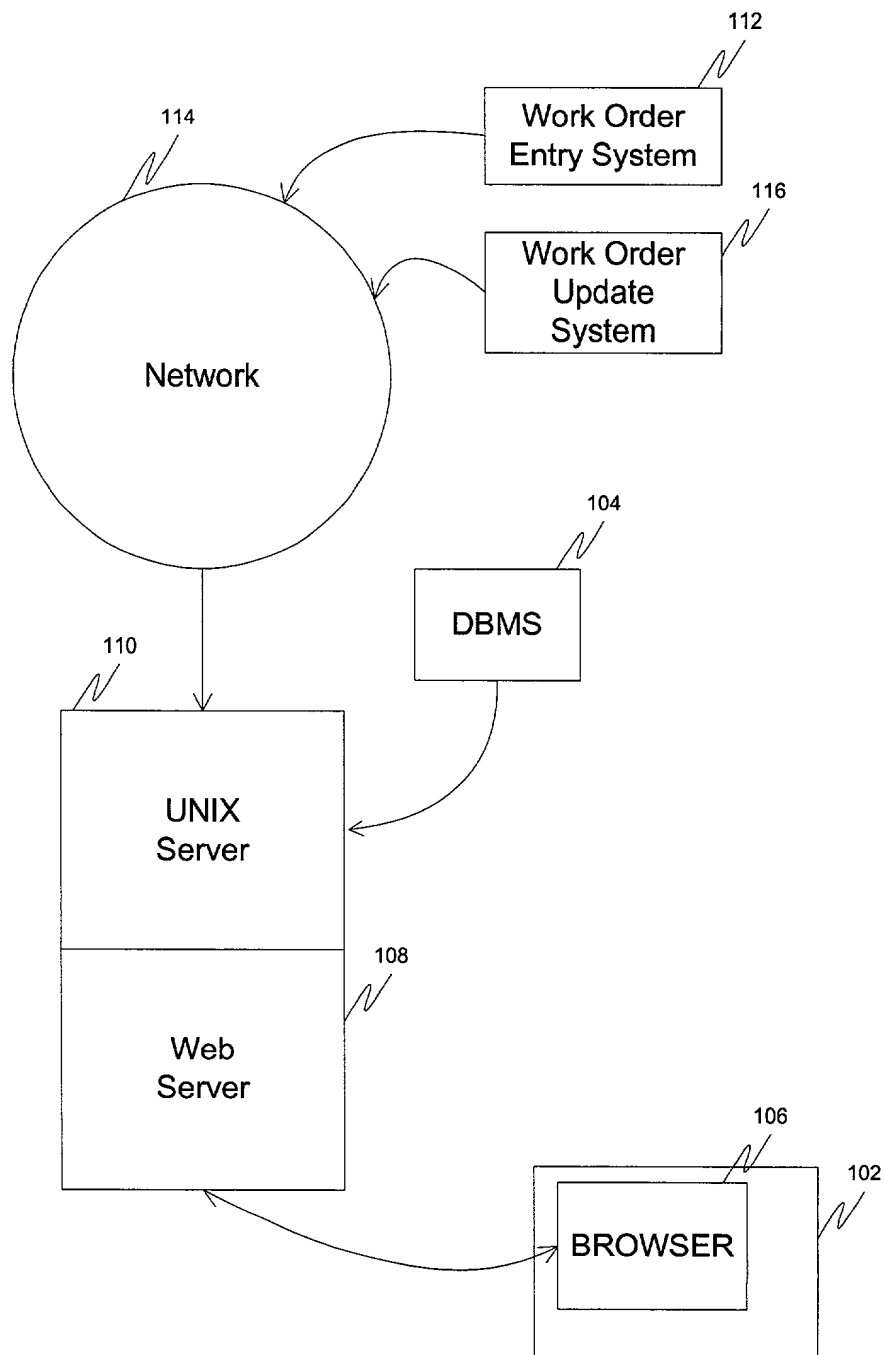 112
Work Order
Entry System
114
116
Work Order
Update
System
Network
104
DBMS
110
UNIX
Server
108
Web
Server
106
102
BROWSER